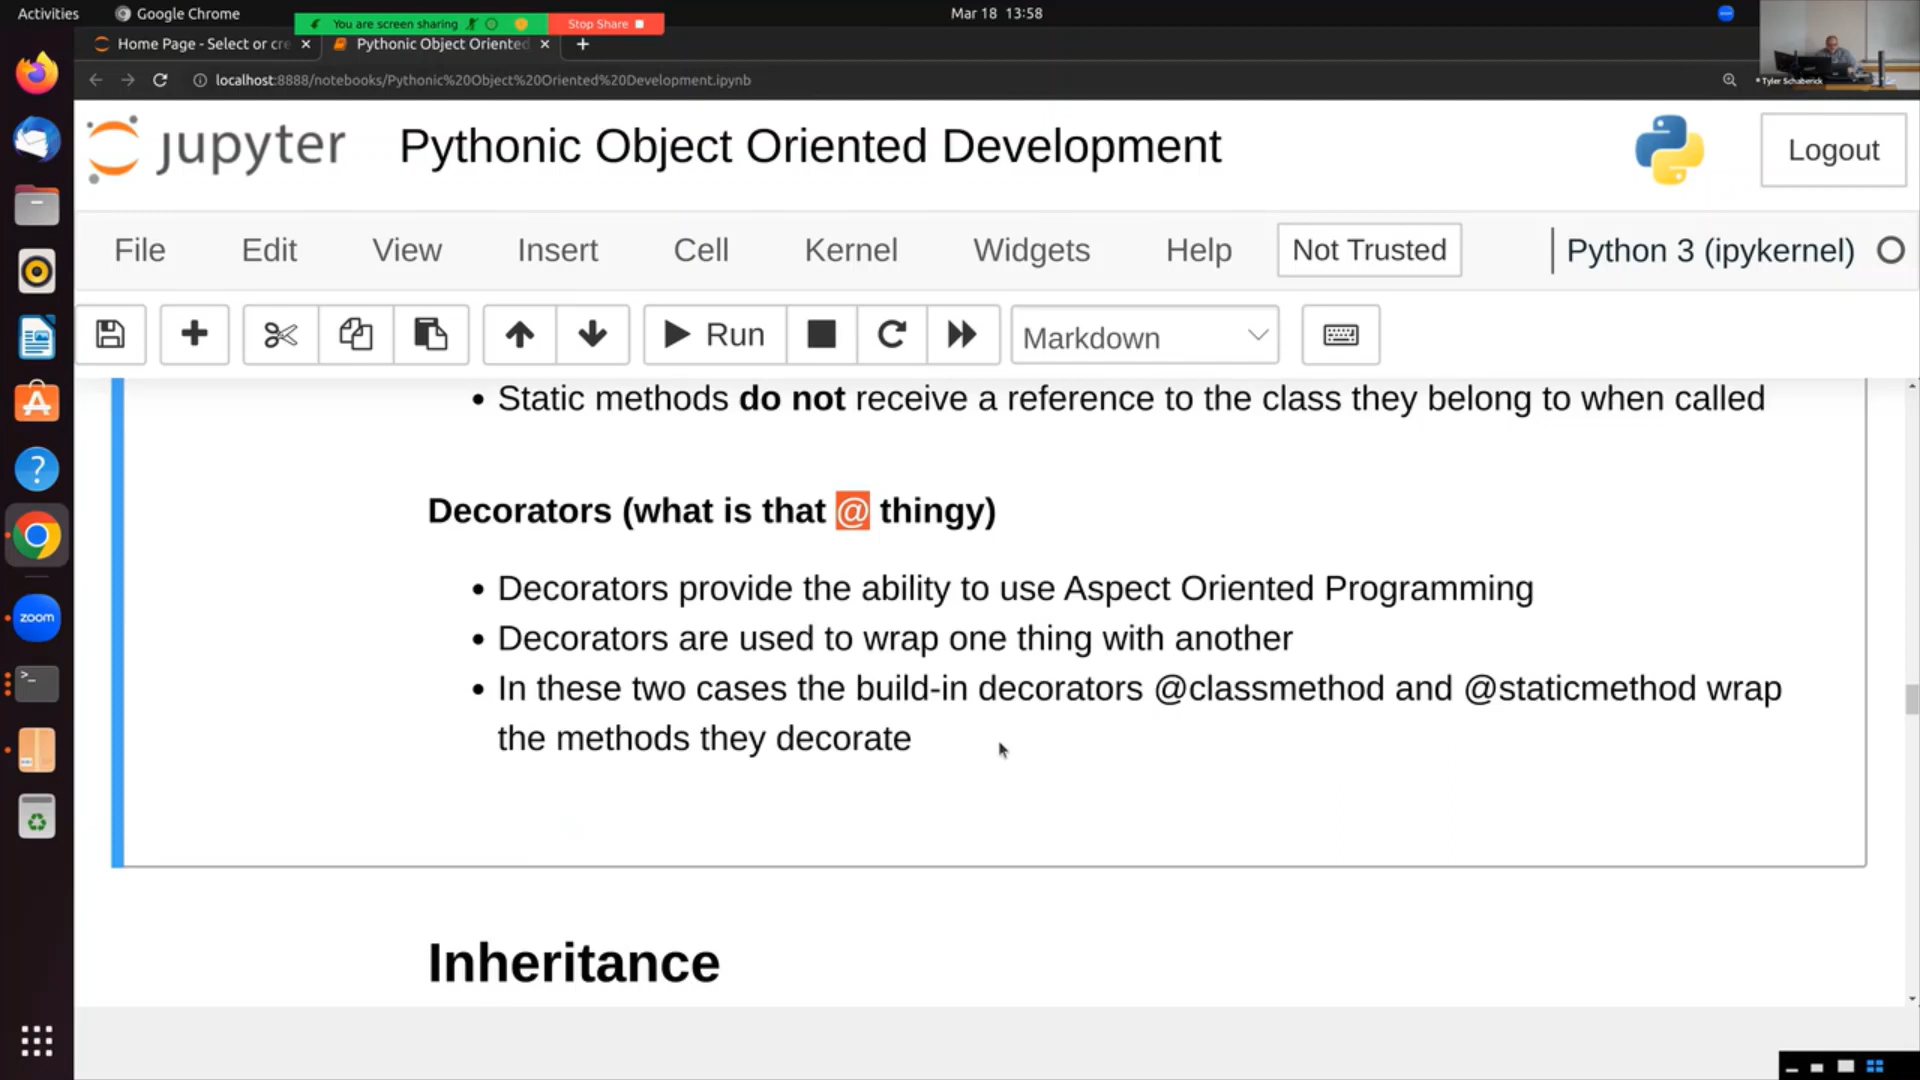 Activities
Google Chrome
You are screen sharing
Stop Share
Mar 18 13:58
Home Page - Select or cre
Pythonic Object Oriented
localhost:8888/notebooks/Pythonic%20Object%20Oriented%20Development.ipynb
Tyler Schaberick
jupyter
Pythonic Object Oriented Development
Logout
File
Edit
View
Insert
Cell
Kernel
Widgets
Help
Not Trusted
Python 3 (ipykernel)
Run
Markdown
• Static methods do not receive a reference to the class they belong to when called
Decorators (what is that @ thingy)
• Decorators provide the ability to use Aspect Oriented Programming
• Decorators are used to wrap one thing with another
• In these two cases the build-in decorators @classmethod and @staticmethod wrap
the methods they decorate
Inheritance
zoom